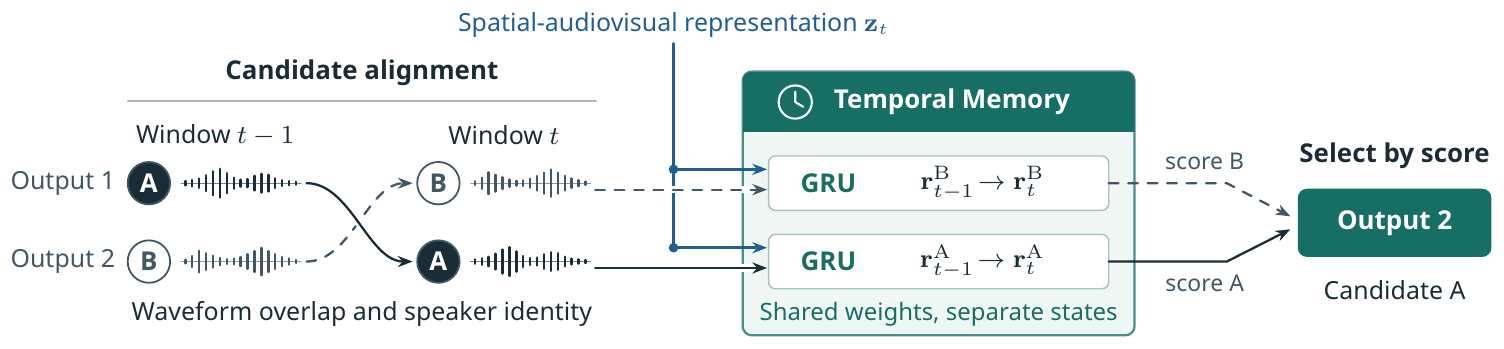 Spatial-audiovisual representation z_t
Candidate alignment
Window t − 1
Window t
Output 1
A
B
Output 2
B
A
Waveform overlap and speaker identity
Temporal Memory
GRU r^B_{t−1} → r^B_t
GRU r^A_{t−1} → r^A_t
Shared weights, separate states
score B
score A
Select by score
Output 2
Candidate A